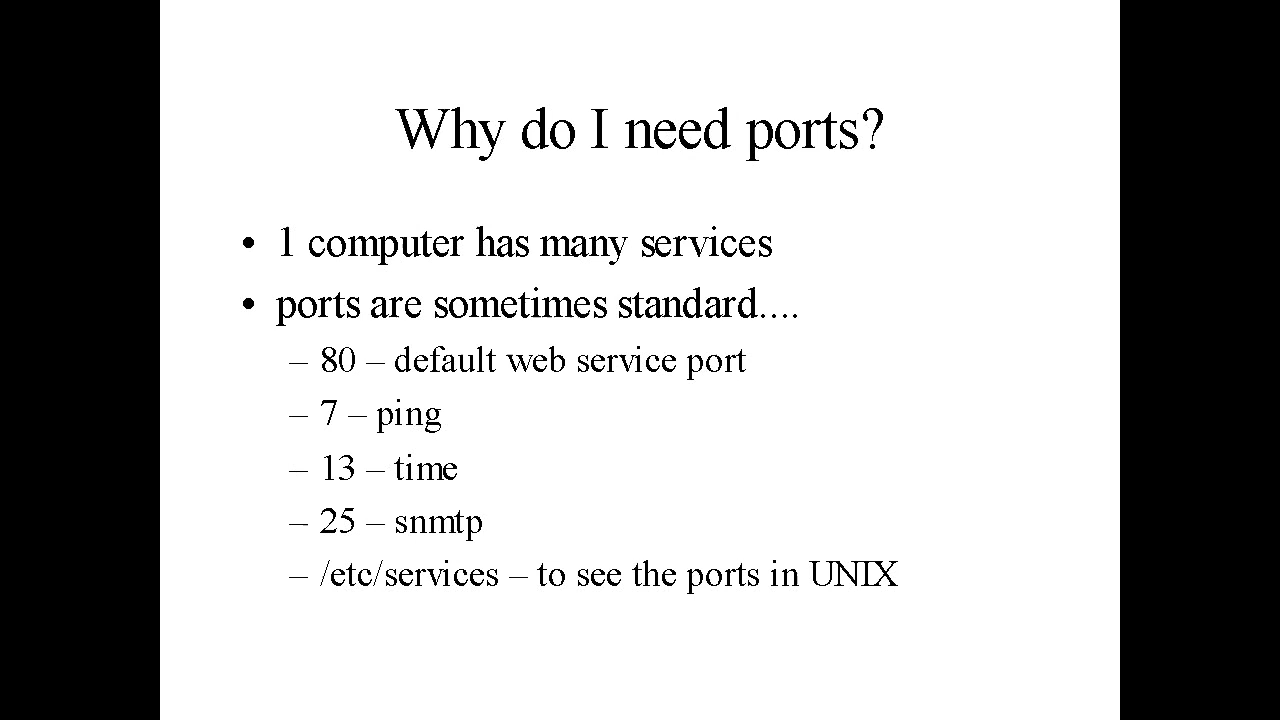 Why do I need ports?
• 1 computer has many services
• ports are sometimes standard....
– 80 – default web service port
– 7 – ping
– 13 – time
– 25 – snmtp
– /etc/services – to see the ports in UNIX